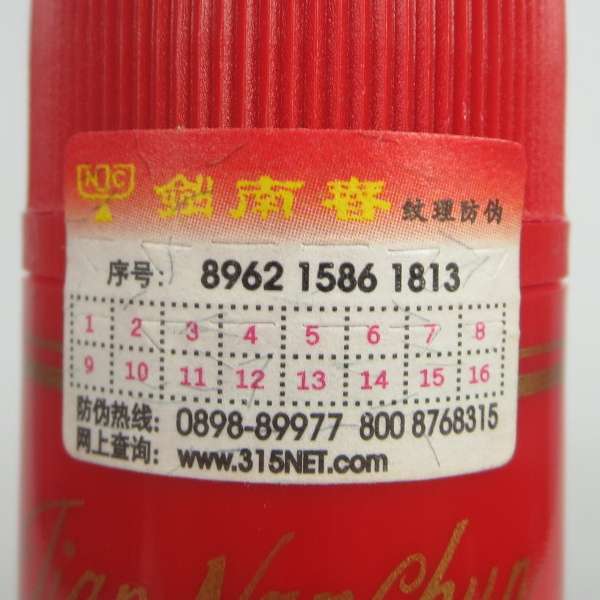 NJC 剑南春 纹理防伪
序号: 8962 1586 1813
1 2 3 4 5 6 7 8
9 10 11 12 13 14 15 16
防伪热线: 0898-89977 800 8768315
网上查询: www.315NET.com
Jian Nan Chun